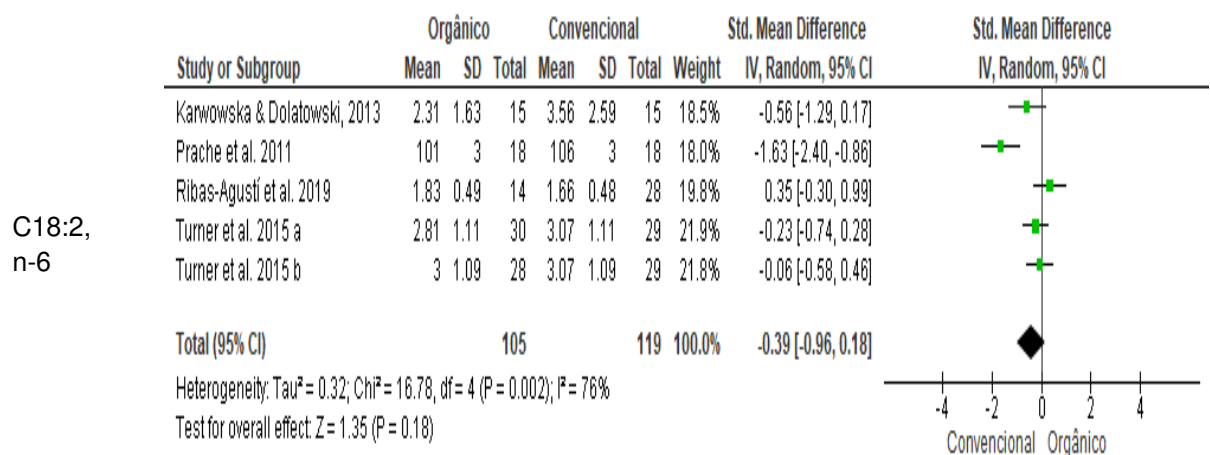 Orgânico Convencional Std. Mean Difference Std. Mean Difference
Study or Subgroup Mean SD Total Mean SD Total Weight IV, Random, 95% CI IV, Random, 95% CI
Karwowska & Dolatowski, 2013 2.31 1.63 15 3.56 2.59 15 18.5% -0.56 [-1.29, 0.17]
Prache et al. 2011 101 3 18 106 3 18 18.0% -1.63 [-2.40, -0.86]
Ribas-Agustí et al. 2019 1.83 0.49 14 1.66 0.48 28 19.8% 0.35 [-0.30, 0.99]
C18:2,
n-6
Turner et al. 2015 a 2.81 1.11 30 3.07 1.11 29 21.9% -0.23 [-0.74, 0.28]
Turner et al. 2015 b 3 1.09 28 3.07 1.09 29 21.8% -0.06 [-0.58, 0.46]
Total (95% CI) 105 119 100.0% -0.39 [-0.96, 0.18]
Heterogeneity: Tau² = 0.32; Chi² = 16.78, df = 4 (P = 0.002); I² = 76%
Test for overall effect: Z = 1.35 (P = 0.18)
-4 -2 0 2 4
Convencional Orgânico